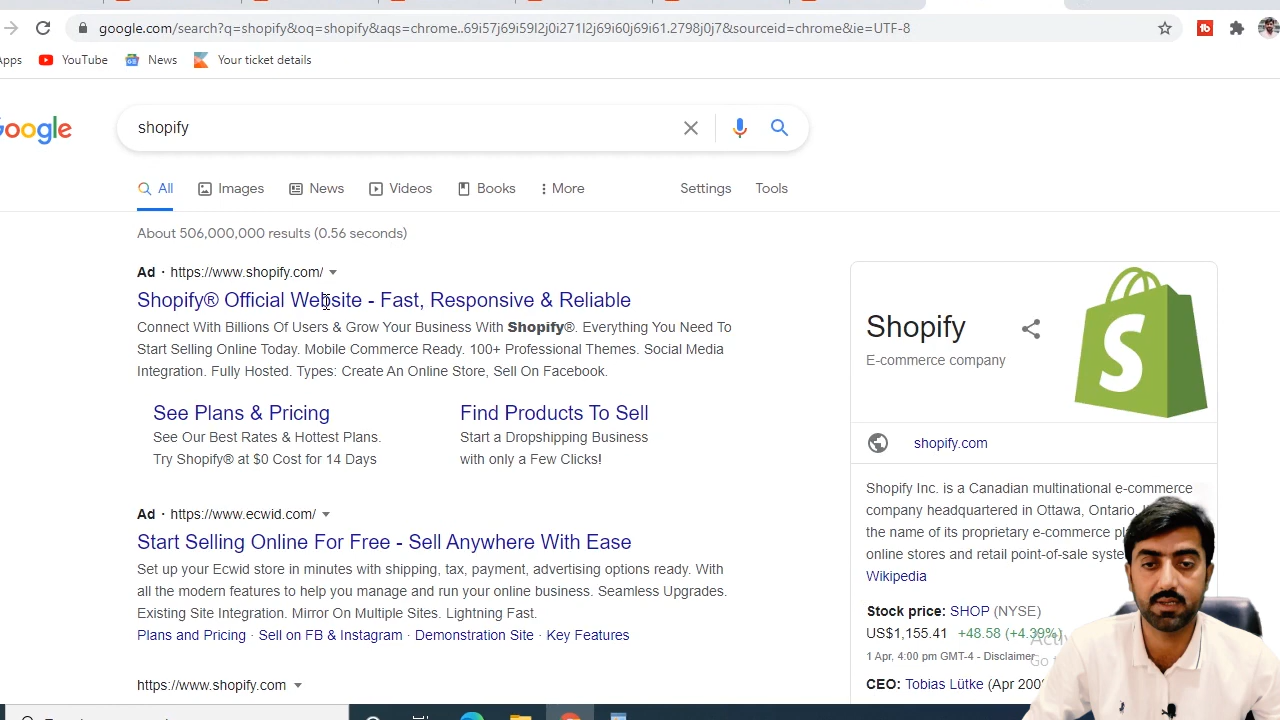 google.com/search?q=shopify&oq=shopify&aqs=chrome..69i57j69i59l2j0i271l2j69i60j69i61.2798j0j7&sourceid=chrome&ie=UTF-8
YouTube News Your ticket details
shopify
All Images News Videos Books More Settings Tools
About 506,000,000 results (0.56 seconds)
Ad · https://www.shopify.com/
Shopify® Official Website - Fast, Responsive & Reliable
Connect With Billions Of Users & Grow Your Business With Shopify®. Everything You Need To
Start Selling Online Today. Mobile Commerce Ready. 100+ Professional Themes. Social Media
Integration. Fully Hosted. Types: Create An Online Store, Sell On Facebook.
See Plans & Pricing
See Our Best Rates & Hottest Plans.
Try Shopify® at $0 Cost for 14 Days
Find Products To Sell
Start a Dropshipping Business
with only a Few Clicks!
Ad · https://www.ecwid.com/
Start Selling Online For Free - Sell Anywhere With Ease
Set up your Ecwid store in minutes with shipping, tax, payment, advertising options ready. With
all the modern features to help you manage and run your online business. Seamless Upgrades.
Existing Site Integration. Mirror On Multiple Sites. Lightning Fast.
Plans and Pricing · Sell on FB & Instagram · Demonstration Site · Key Features
https://www.shopify.com
Shopify
E-commerce company
S
shopify.com
Shopify Inc. is a Canadian multinational e-commerce
company headquartered in Ottawa, Ontario.
the name of its proprietary e-commerce
online stores and retail point-of-sale
Wikipedia
Stock price: SHOP (NYSE)
US$1,155.41 +48.58 (+4.39%)
1 Apr, 4:00 pm GMT-4 - Disclaimer
CEO: Tobias Lütke (Apr